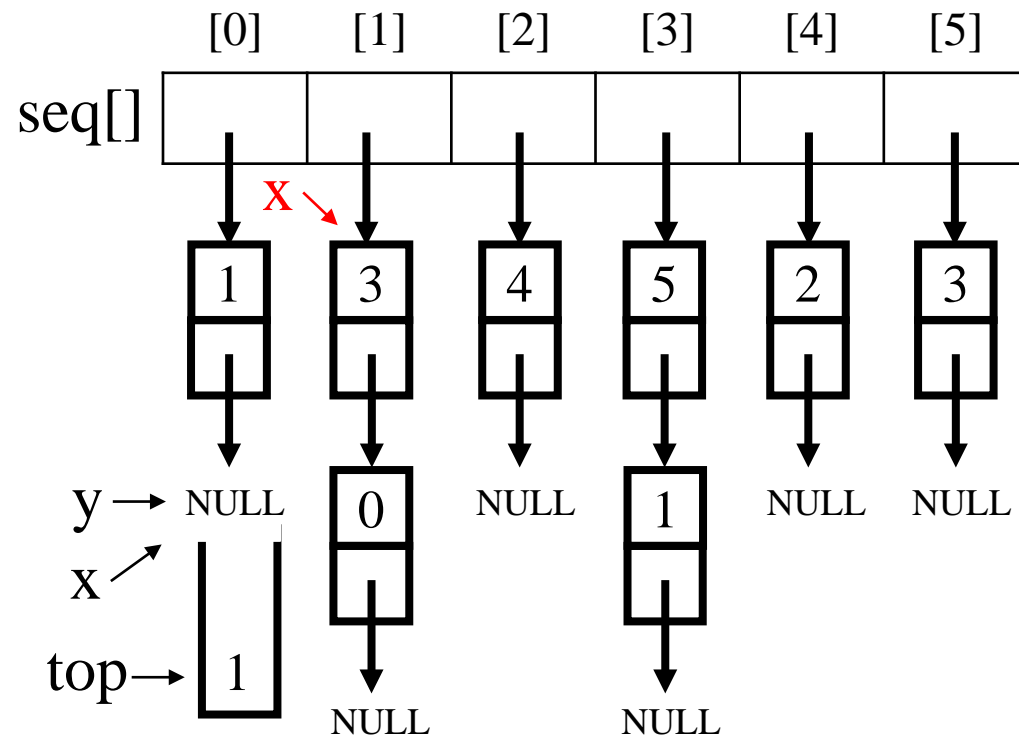 [0] [1] [2] [3] [4] [5]
seq[]
x
1 3 4 5 2 3
y NULL 0 NULL 1 NULL NULL
x
top 1
NULL NULL